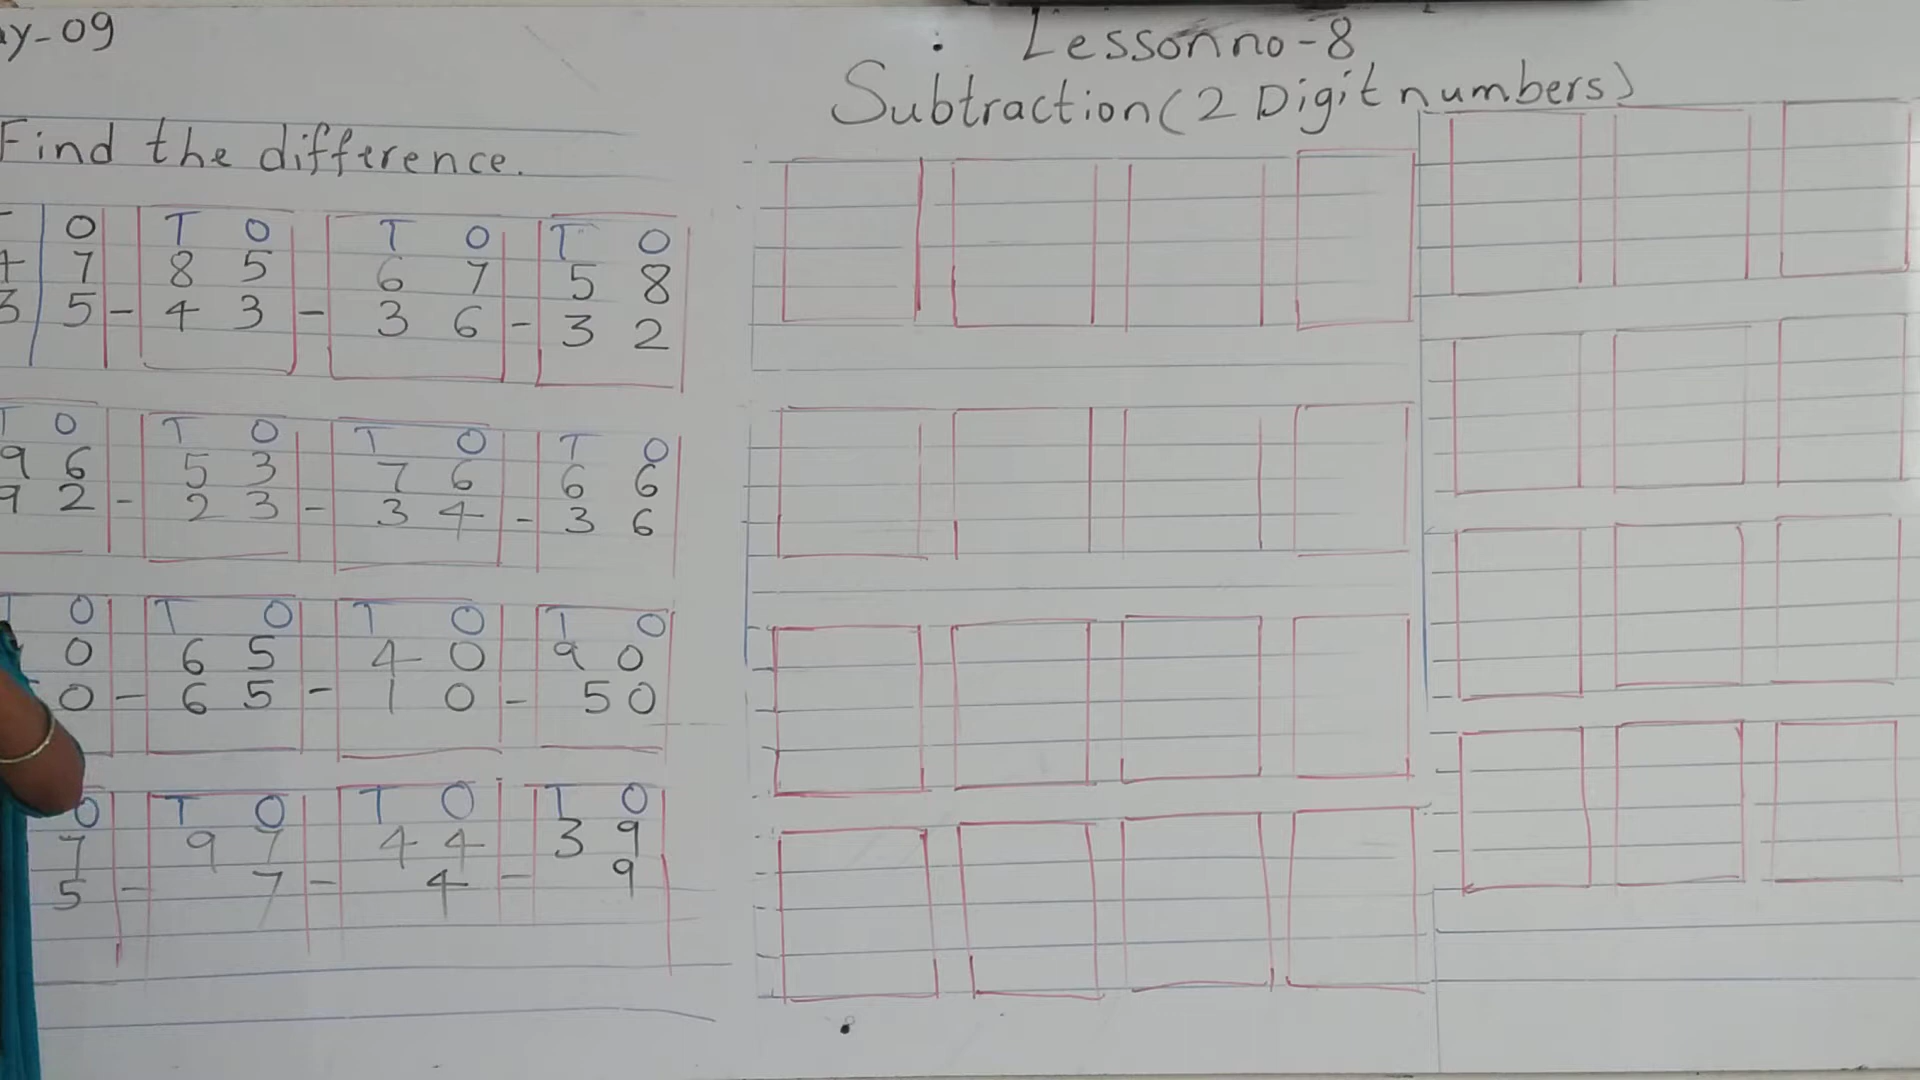 y-09
Lesson no-8
Subtraction (2 Digit numbers)
Find the difference.
O T O T O T O
7 8 5 6 7 5 8
3 5 - 4 3 - 3 6 - 3 2
T O T O T O T O
9 6 5 3 7 6 6 6
9 2 - 2 3 - 3 4 - 3 6
O T O T O T O
0 6 5 4 0 9 0
0 - 6 5 - 1 0 - 5 0
O T O T O T O
7 9 7 4 4 3 9
5 - 7 - 4 - 9